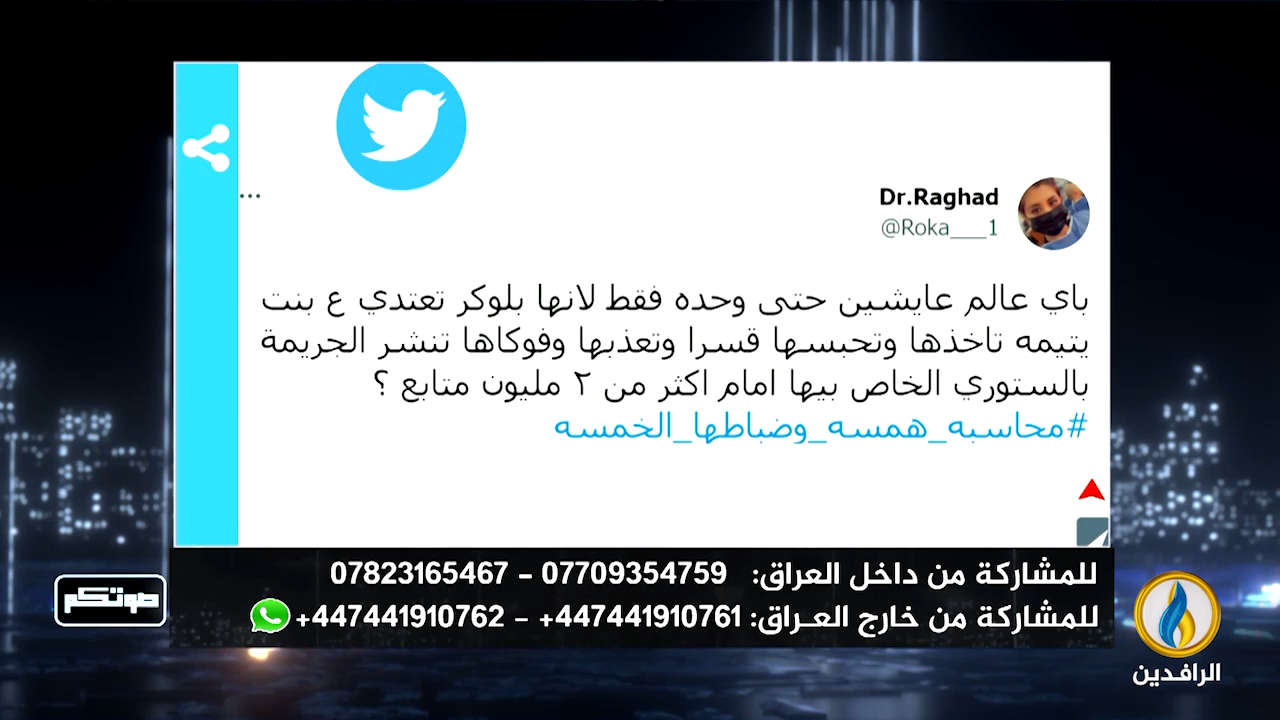 ...
Dr.Raghad
@Roka___1
باي عالم عايشين حتى وحده فقط لانها بلوكر تعتدي ع بنت
يتيمه تاخذها وتحبسها قسرا وتعذبها وفوكاها تنشر الجريمة
بالستوري الخاص بيها امام اكثر من ٢ مليون متابع ؟
#محاسبه_همسه_وضباطها_الخمسه
للمشاركة من داخل العراق: 07709354759 - 07823165467
للمشاركة من خارج العـراق: 447441910761+ - 447441910762+
صوتكم
الرافدين